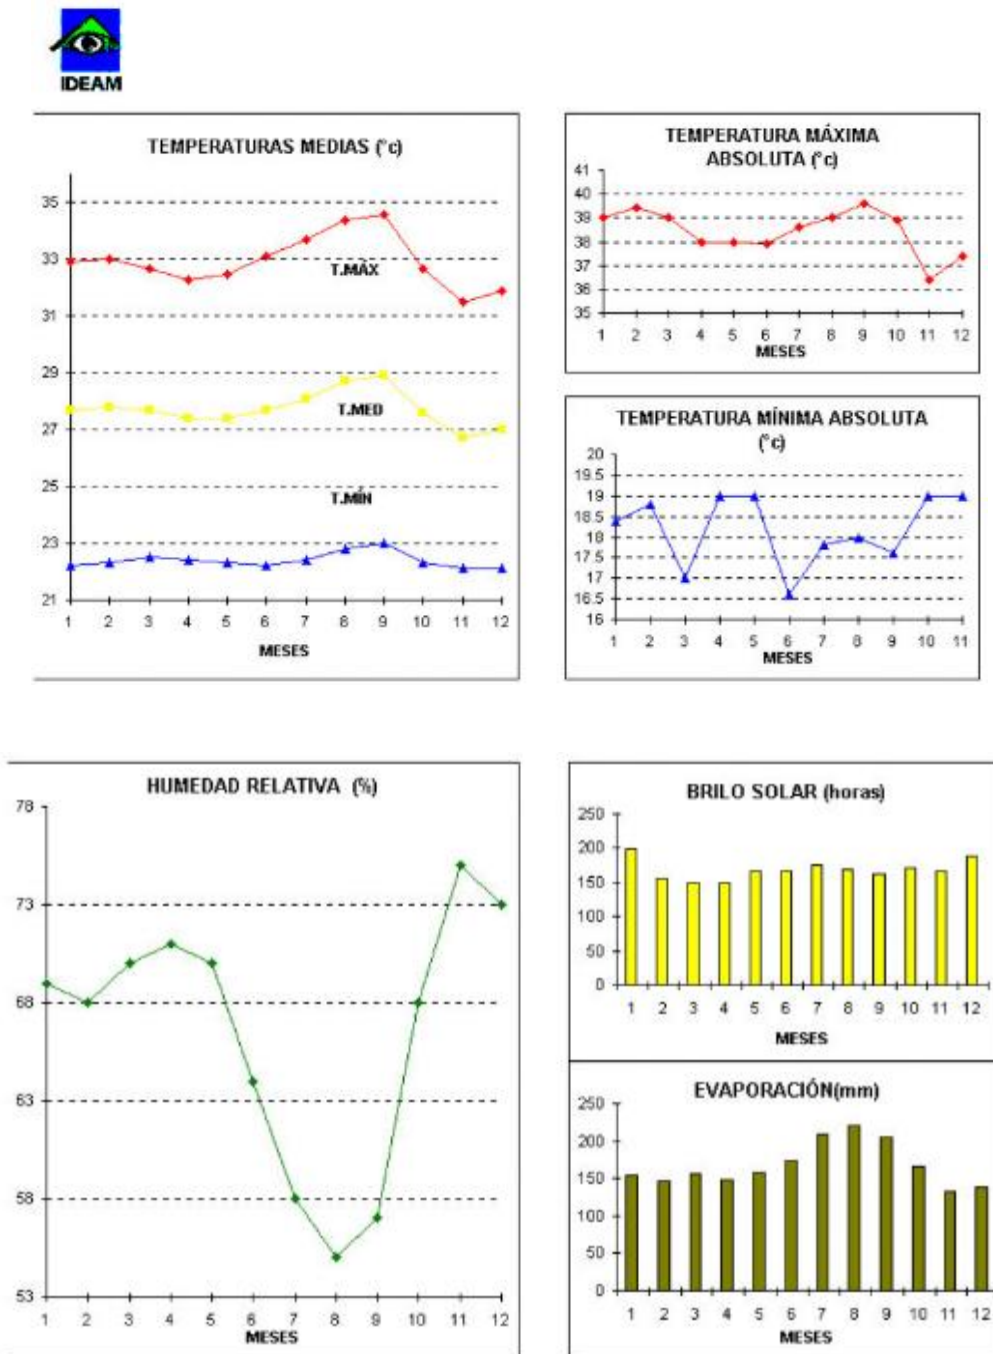 IDEAM
TEMPERATURAS MEDIAS (°c)
35
33
31
29
27
25
23
21
T.MÁX
T.MED
T.MÍN
1 2 3 4 5 6 7 8 9 10 11 12
MESES
TEMPERATURA MÁXIMA
ABSOLUTA (°c)
41
40
39
38
37
36
35
1 2 3 4 5 6 7 8 9 10 11 12
MESES
TEMPERATURA MÍNIMA ABSOLUTA
(°c)
20
19.5
19
18.5
18
17.5
17
16.5
16
1 2 3 4 5 6 7 8 9 10 11
MESES
HUMEDAD RELATIVA (%)
78
73
68
63
58
53
1 2 3 4 5 6 7 8 9 10 11 12
MESES
BRILO SOLAR (horas)
250
200
150
100
50
0
1 2 3 4 5 6 7 8 9 10 11 12
MESES
EVAPORACIÓN(mm)
250
200
150
100
50
0
1 2 3 4 5 6 7 8 9 10 11 12
MESES